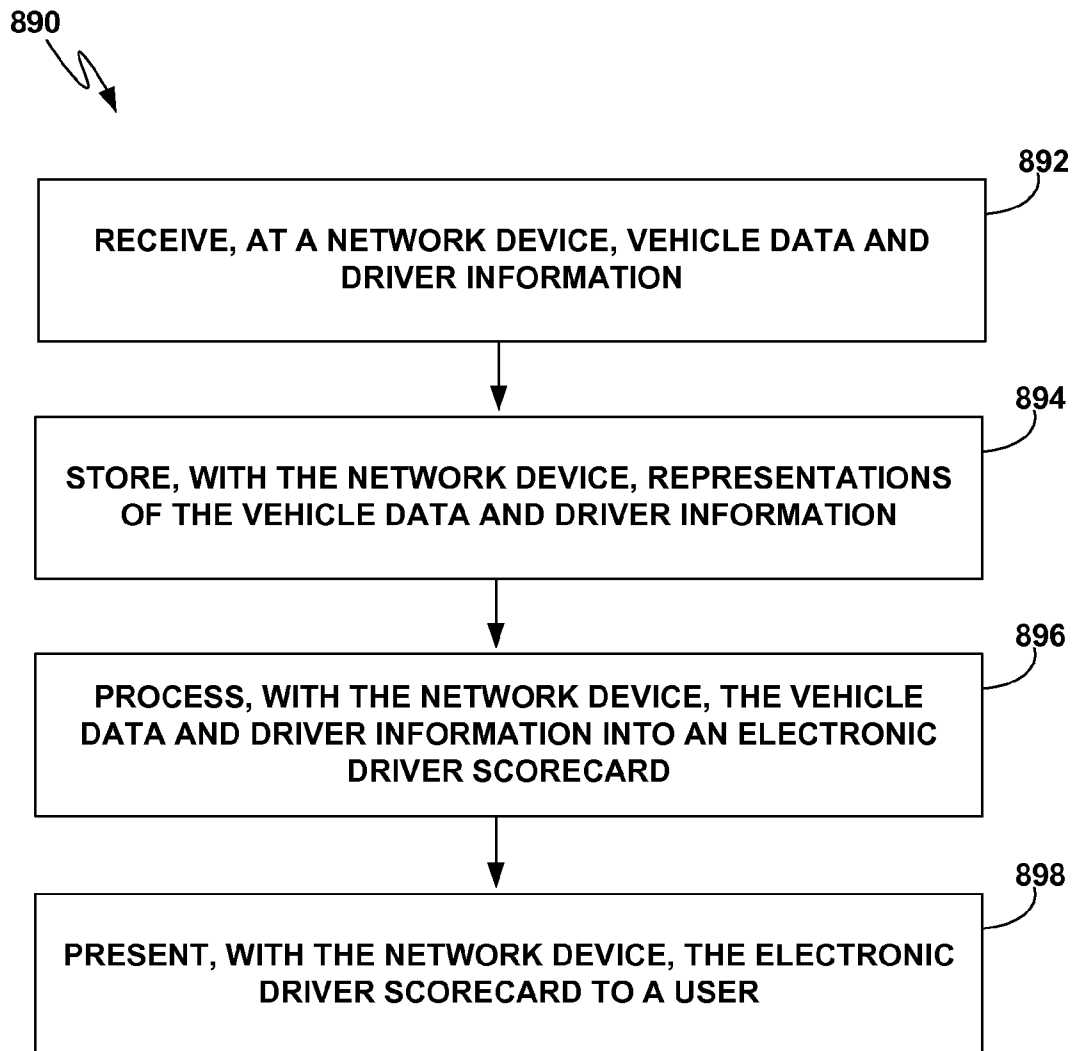 890
892
RECEIVE, AT A NETWORK DEVICE, VEHICLE DATA AND
DRIVER INFORMATION
894
STORE, WITH THE NETWORK DEVICE, REPRESENTATIONS
OF THE VEHICLE DATA AND DRIVER INFORMATION
896
PROCESS, WITH THE NETWORK DEVICE, THE VEHICLE
DATA AND DRIVER INFORMATION INTO AN ELECTRONIC
DRIVER SCORECARD
898
PRESENT, WITH THE NETWORK DEVICE, THE ELECTRONIC
DRIVER SCORECARD TO A USER